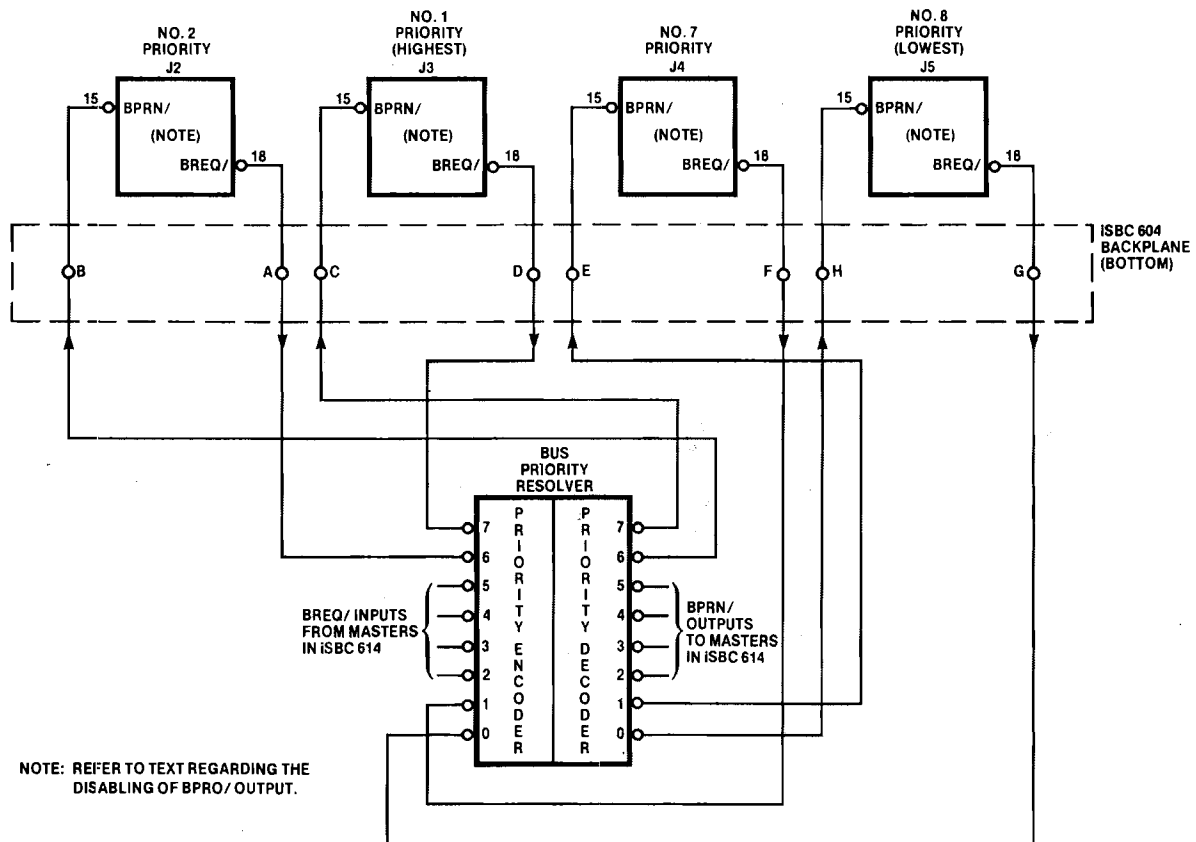 NO. 2
PRIORITY
J2
NO. 1
PRIORITY
(HIGHEST)
J3
NO. 7
PRIORITY
J4
NO. 8
PRIORITY
(LOWEST)
J5
15
BPRN/
(NOTE)
BREQ/
18
15
BPRN/
(NOTE)
BREQ/
18
15
BPRN/
(NOTE)
BREQ/
18
15
BPRN/
(NOTE)
BREQ/
18
iSBC 604
BACKPLANE
(BOTTOM)
B
A
C
D
E
F
H
G
BUS
PRIORITY
RESOLVER
7
6
5
4
3
2
1
0
PRIORITY ENCODER
PRIORITY DECODER
7
6
5
4
3
2
1
0
BREQ/ INPUTS
FROM MASTERS
IN iSBC 614
BPRN/
OUTPUTS
TO MASTERS
IN iSBC 614
NOTE: REFER TO TEXT REGARDING THE
DISABLING OF BPRO/ OUTPUT.